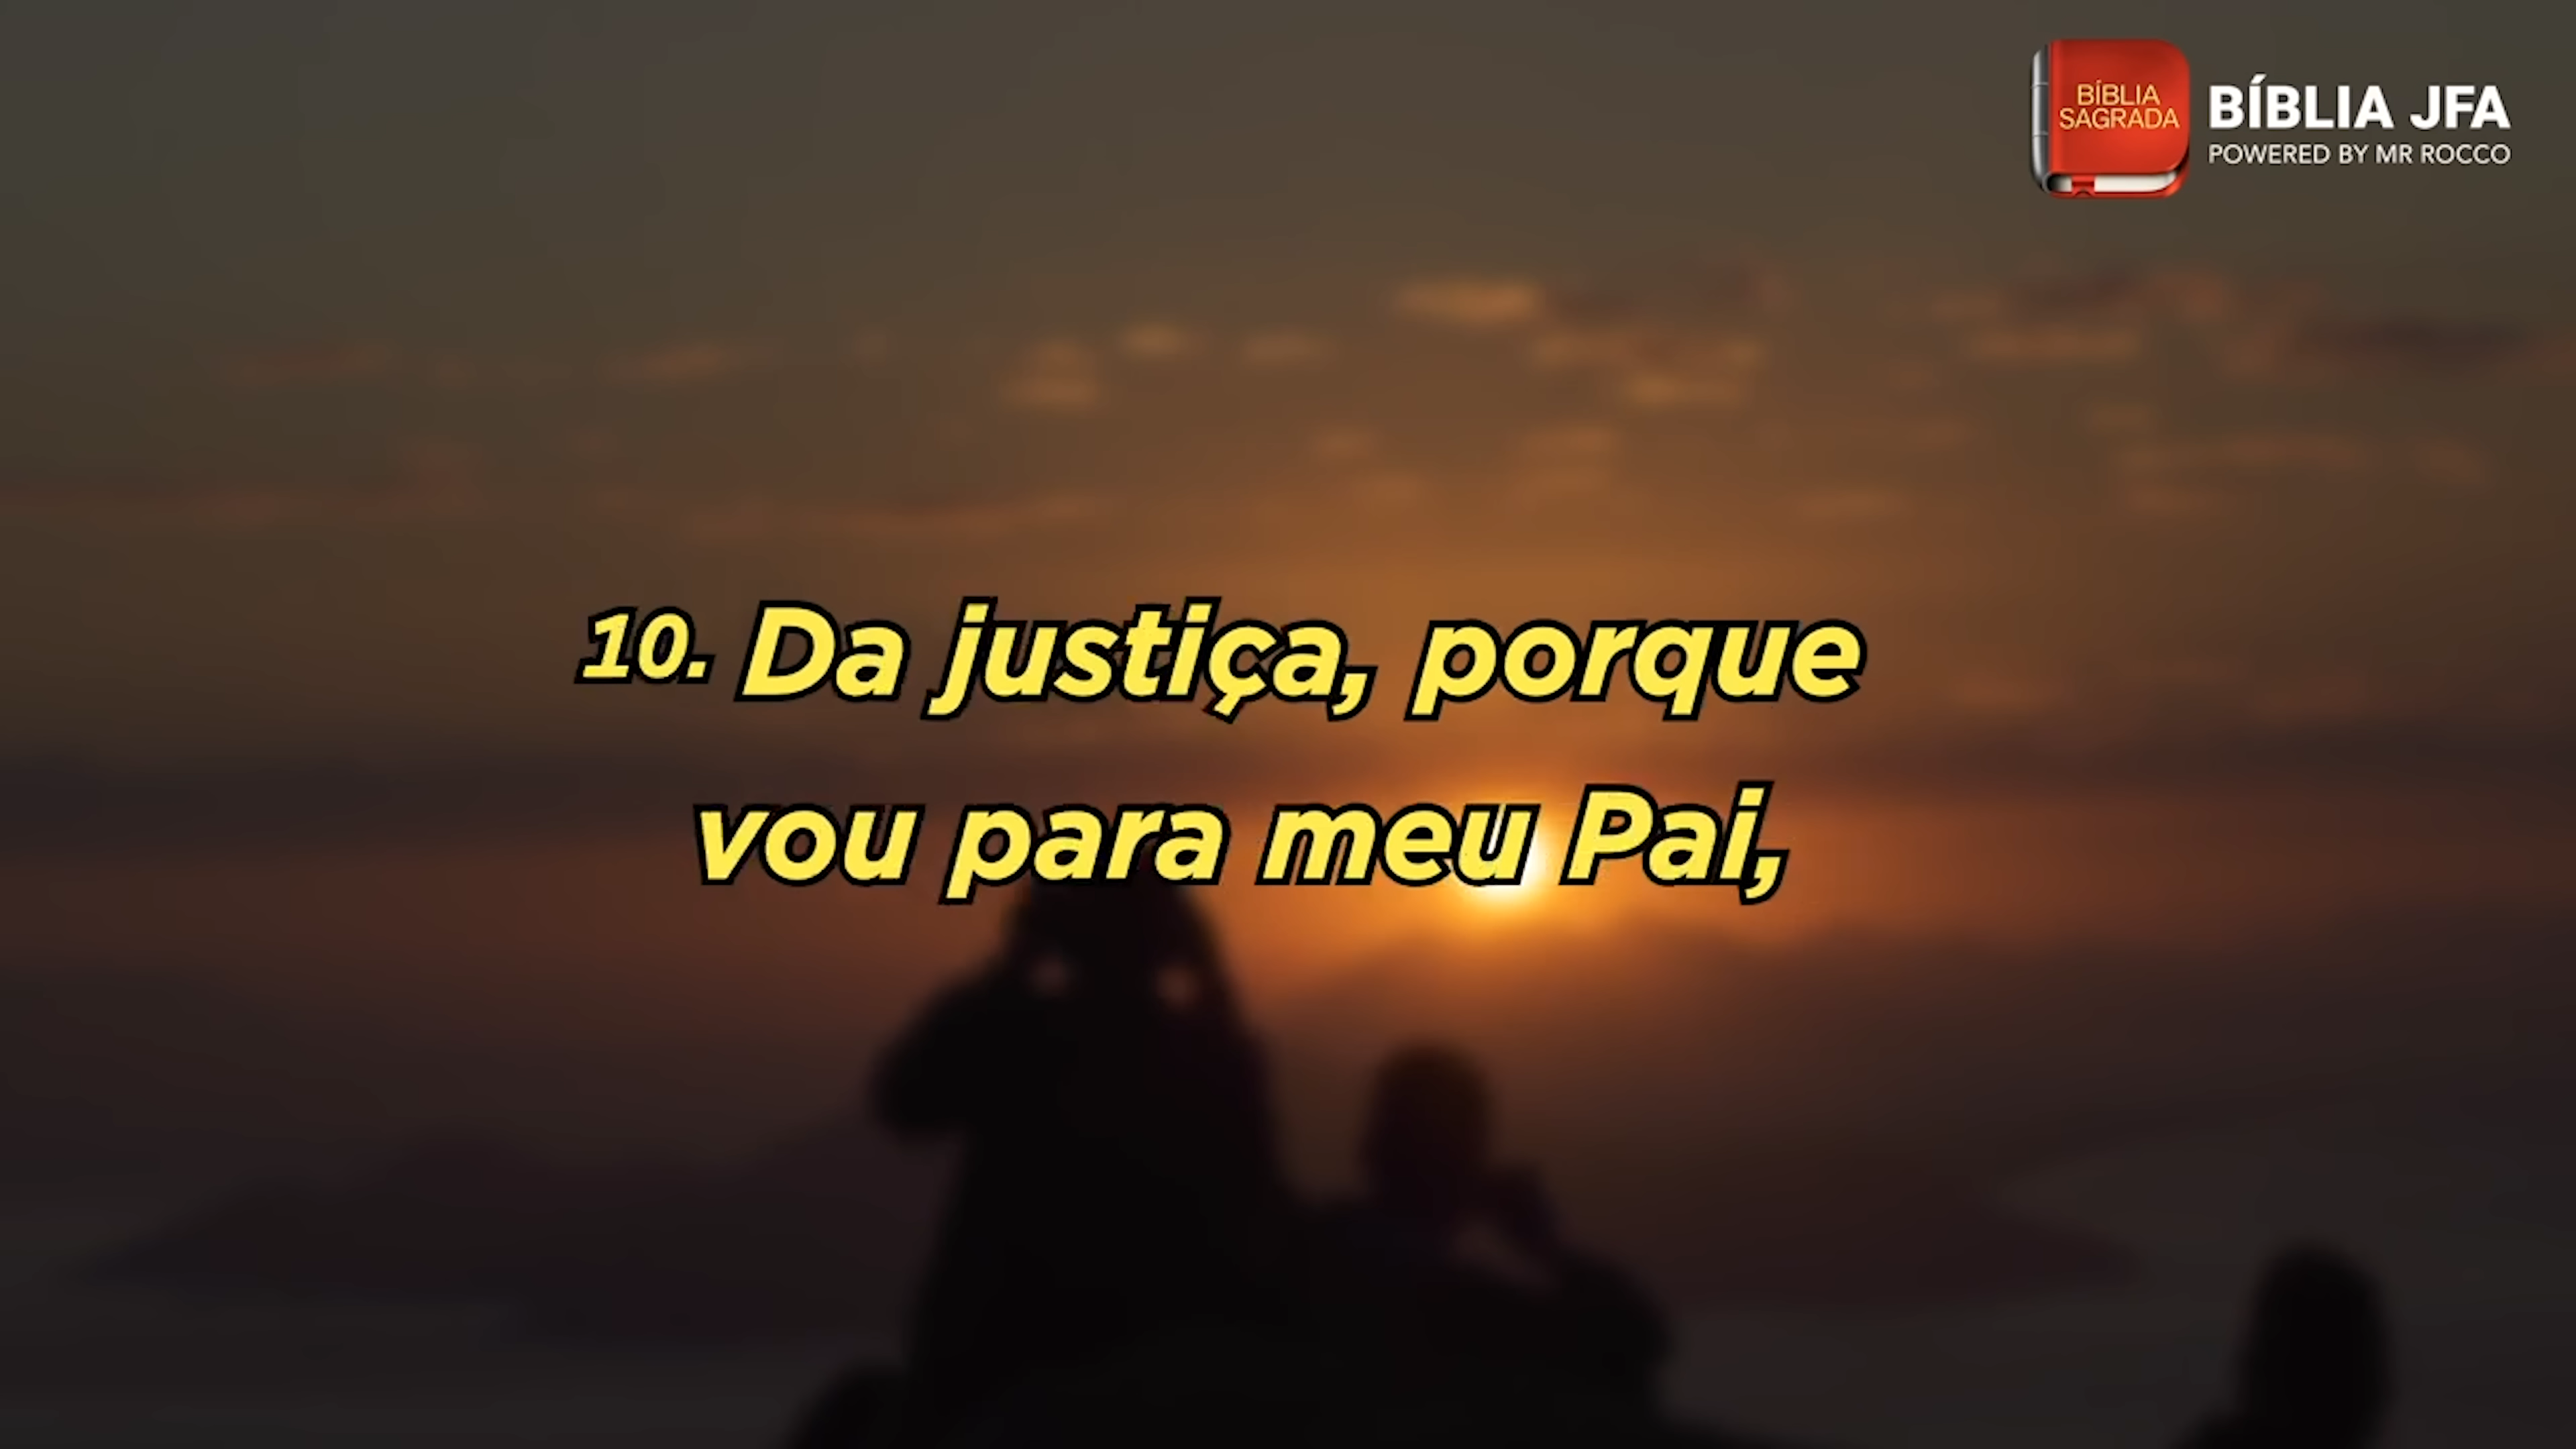 BÍBLIA
SAGRADA
BÍBLIA JFA
POWERED BY MR ROCCO
10. Da justiça, porque
vou para meu Pai,